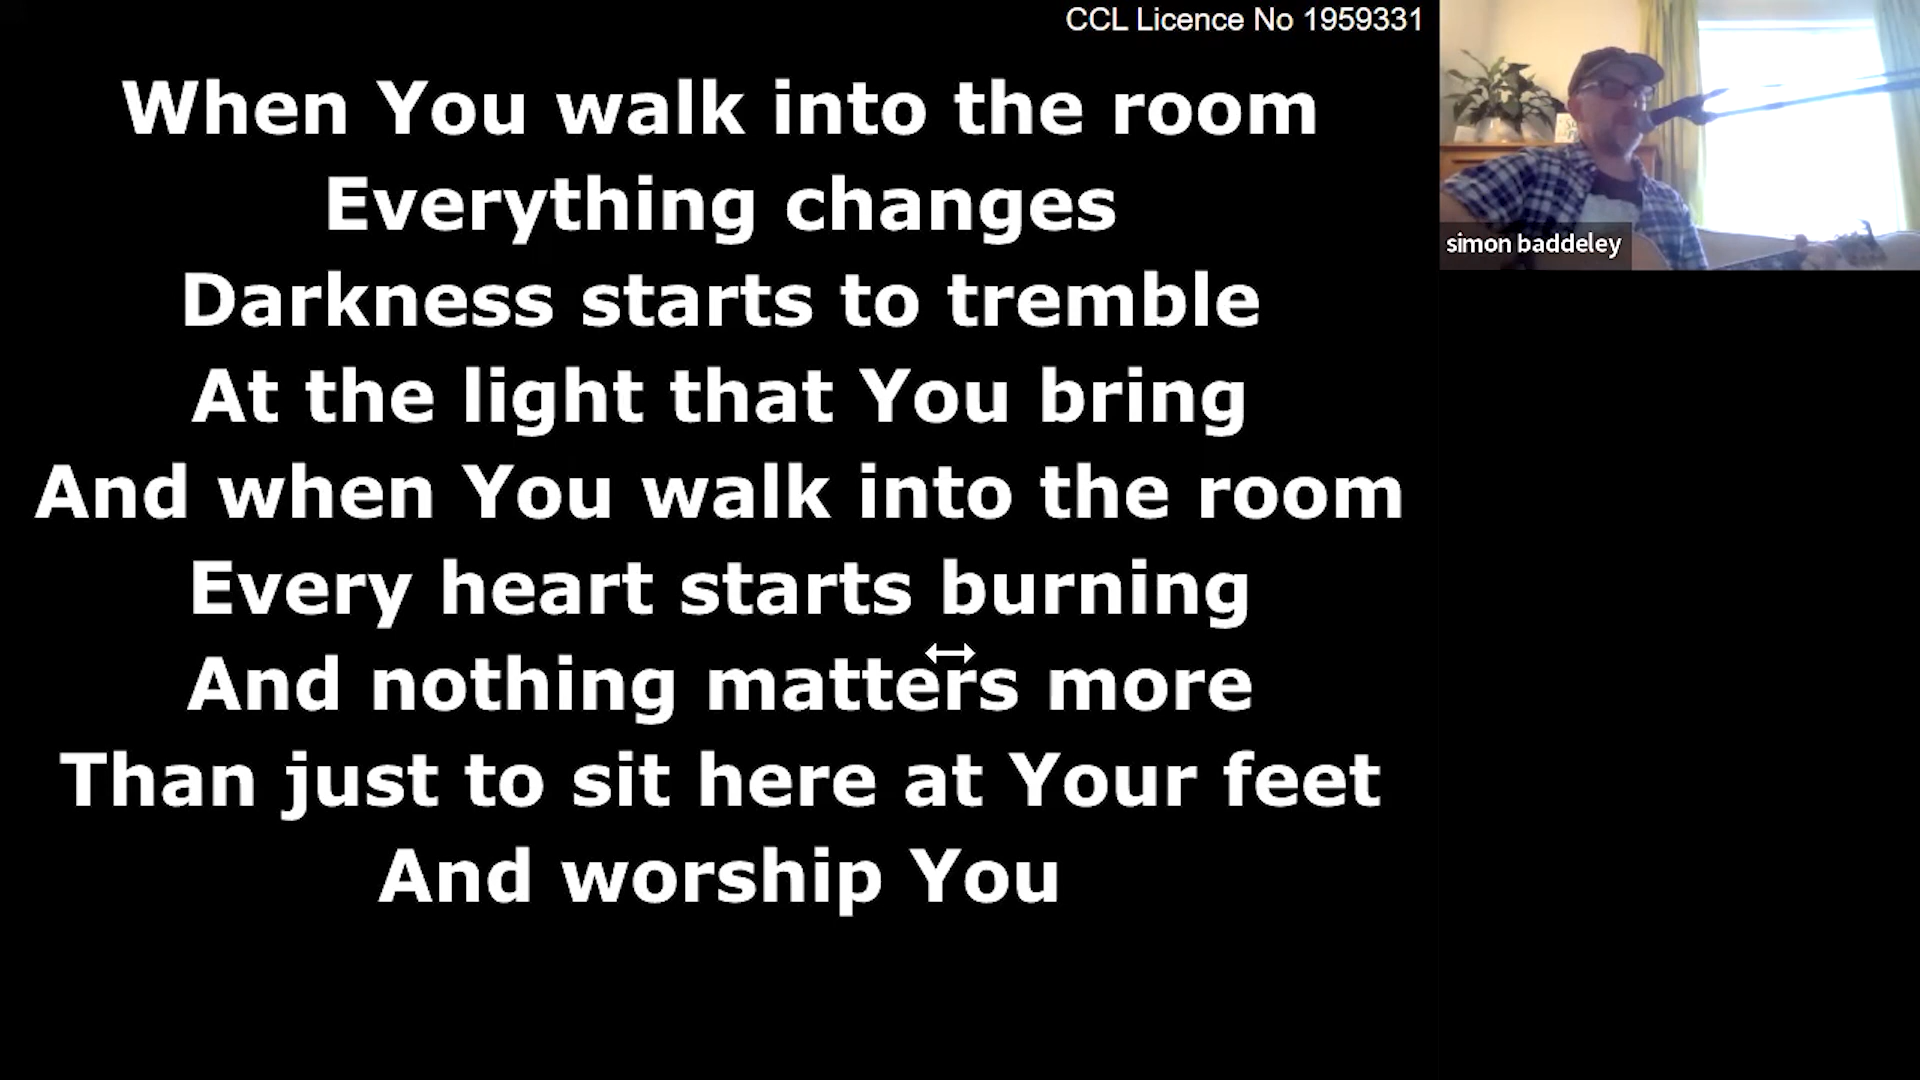 CCL Licence No 1959331
When You walk into the room
Everything changes
Darkness starts to tremble
At the light that You bring
And when You walk into the room
Every heart starts burning
And nothing matters more
Than just to sit here at Your feet
And worship You
simon baddeley